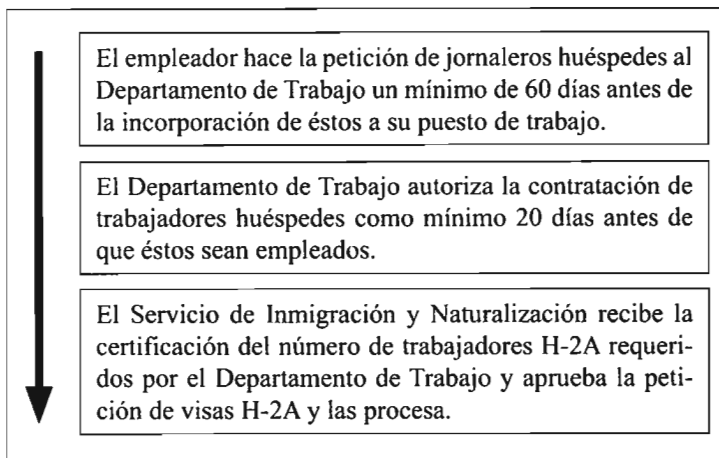 El empleador hace la petición de jornaleros huéspedes al
Departamento de Trabajo un mínimo de 60 días antes de
la incorporación de éstos a su puesto de trabajo.
El Departamento de Trabajo autoriza la contratación de
trabajadores huéspedes como mínimo 20 días antes de
que éstos sean empleados.
El Servicio de Inmigración y Naturalización recibe la
certificación del número de trabajadores H-2A requeri-
dos por el Departamento de Trabajo y aprueba la peti-
ción de visas H-2A y las procesa.